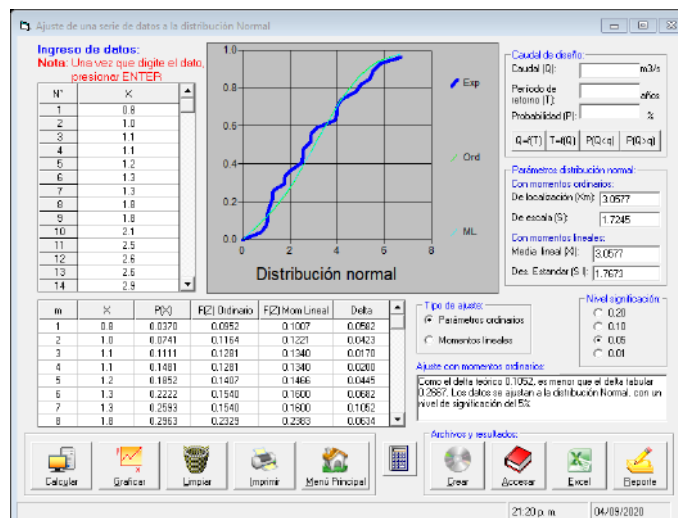 Ajuste de una serie de datos a la distribución Normal
Ingreso de datos:
Nota: Una vez que digite el dato,
presionar ENTER
N° X
1 0.8
2 1.0
3 1.1
4 1.1
5 1.2
6 1.3
7 1.3
8 1.8
9 1.8
10 2.1
11 2.5
12 2.6
13 2.6
14 2.9
1.0
0.8
0.6
0.4
0.2
0.0
0 2 4 6 8
Distribución normal
Exp
Ord
ML
Caudal de diseño:
Caudal (Q): m3/s
Período de
retorno (T): años
Probabilidad (P): %
Q=f(T) T=f(Q) P(Q<q) P(Q>q)
Parámetros distribución normal:
Con momentos ordinarios:
De localización (Xm): 3.0577
De escala (S): 1.7245
Con momentos lineales:
Media lineal (Xl): 3.0577
Des. Estandar (S l): 1.7673
m X P(X) F(Z) Ordinario F(Z) Mom Lineal Delta
1 0.8 0.0370 0.0952 0.1007 0.0582
2 1.0 0.0741 0.1164 0.1221 0.0423
3 1.1 0.1111 0.1281 0.1340 0.0170
4 1.1 0.1481 0.1281 0.1340 0.0200
5 1.2 0.1852 0.1407 0.1466 0.0445
6 1.3 0.2222 0.1540 0.1600 0.0682
7 1.3 0.2593 0.1540 0.1600 0.1052
8 1.8 0.2963 0.2329 0.2383 0.0634
Tipo de ajuste:
Parámetros ordinarios
Momentos lineales
Nivel significación:
0.20
0.10
0.05
0.01
Ajuste con momentos ordinarios:
Como el delta teórico 0.1052, es menor que el delta tabular
0.2667. Los datos se ajustan a la distribución Normal, con un
nivel de significación del 5%
Archivos y resultados:
Calcular Graficar Limpiar Imprimir Menú Principal Crear Accesar Excel Reporte
21:20 p. m. 04/09/2020